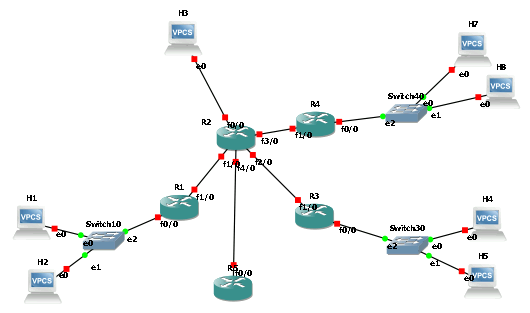 H3
VPCS
e0
H7
VPCS
e0
H8
VPCS
Switch40
e0
e1
e2
R4
f0/0
f1/0
f3/0
R2
f0/0
f1/0
f4/0
f2/0
R1
f1/0
f0/0
H1
VPCS
e0
Switch10
e0
e2
e1
H2
VPCS
e0
f1/0
R3
f0/0
Switch30
e2
e0
e1
H4
VPCS
e0
H5
VPCS
e0
f0/0